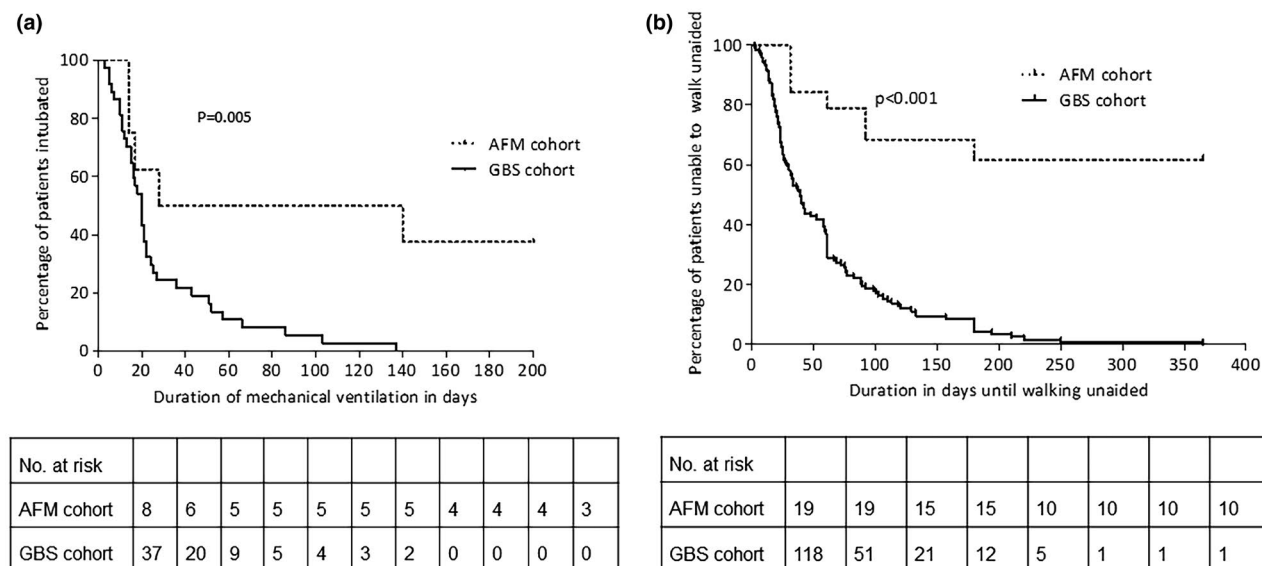 (a)
Percentage of patients intubated
100
80
60
40
20
0
P=0.005
AFM cohort
GBS cohort
0 20 40 60 80 100 120 140 160 180 200
Duration of mechanical ventilation in days
No. at risk
AFM cohort 8 6 5 5 5 5 5 4 4 4 3
GBS cohort 37 20 9 5 4 3 2 0 0 0 0
(b)
Percentage of patients unable to walk unaided
100
80
60
40
20
0
p<0.001
AFM cohort
GBS cohort
0 50 100 150 200 250 300 350 400
Duration in days until walking unaided
No. at risk
AFM cohort 19 19 15 15 10 10 10 10
GBS cohort 118 51 21 12 5 1 1 1